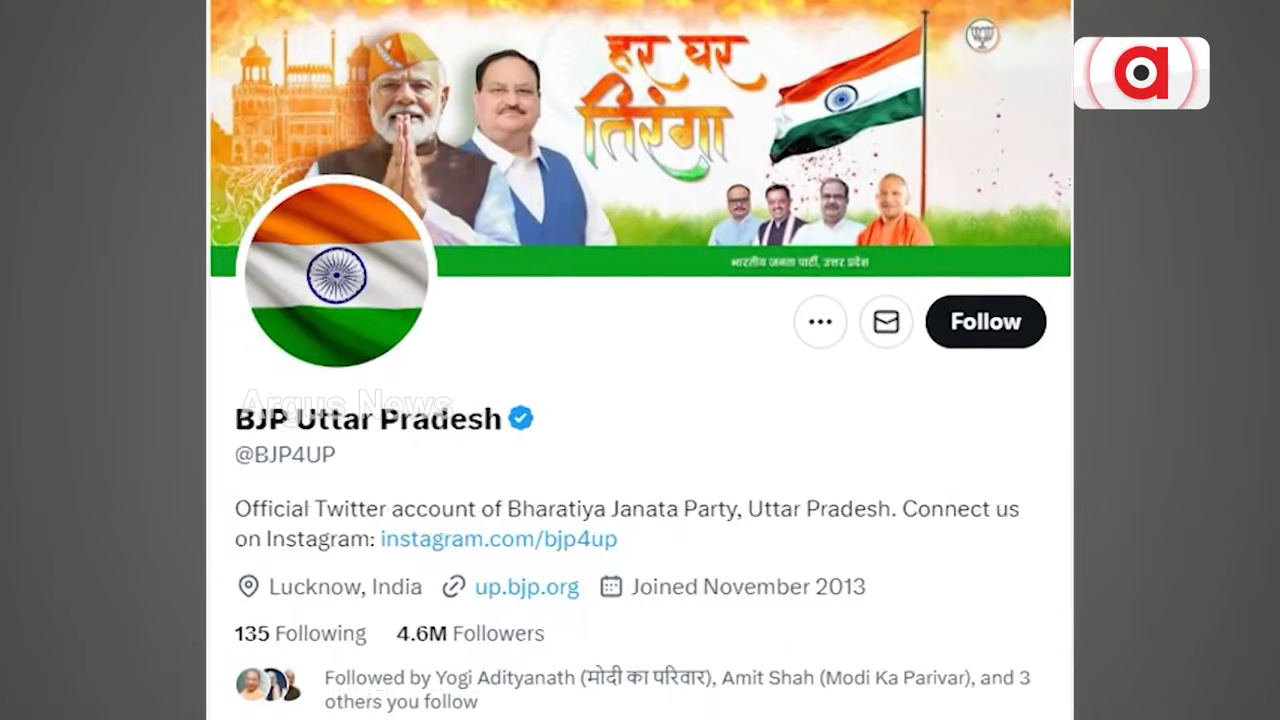 हर घर
तिरंगा
भारतीय जनता पार्टी, उत्तर प्रदेश
a
Follow
Argus News
BJP Uttar Pradesh
@BJP4UP
Official Twitter account of Bharatiya Janata Party, Uttar Pradesh. Connect us
on Instagram: instagram.com/bjp4up
Lucknow, India up.bjp.org Joined November 2013
135 Following 4.6M Followers
Followed by Yogi Adityanath (मोदी का परिवार), Amit Shah (Modi Ka Parivar), and 3
others you follow